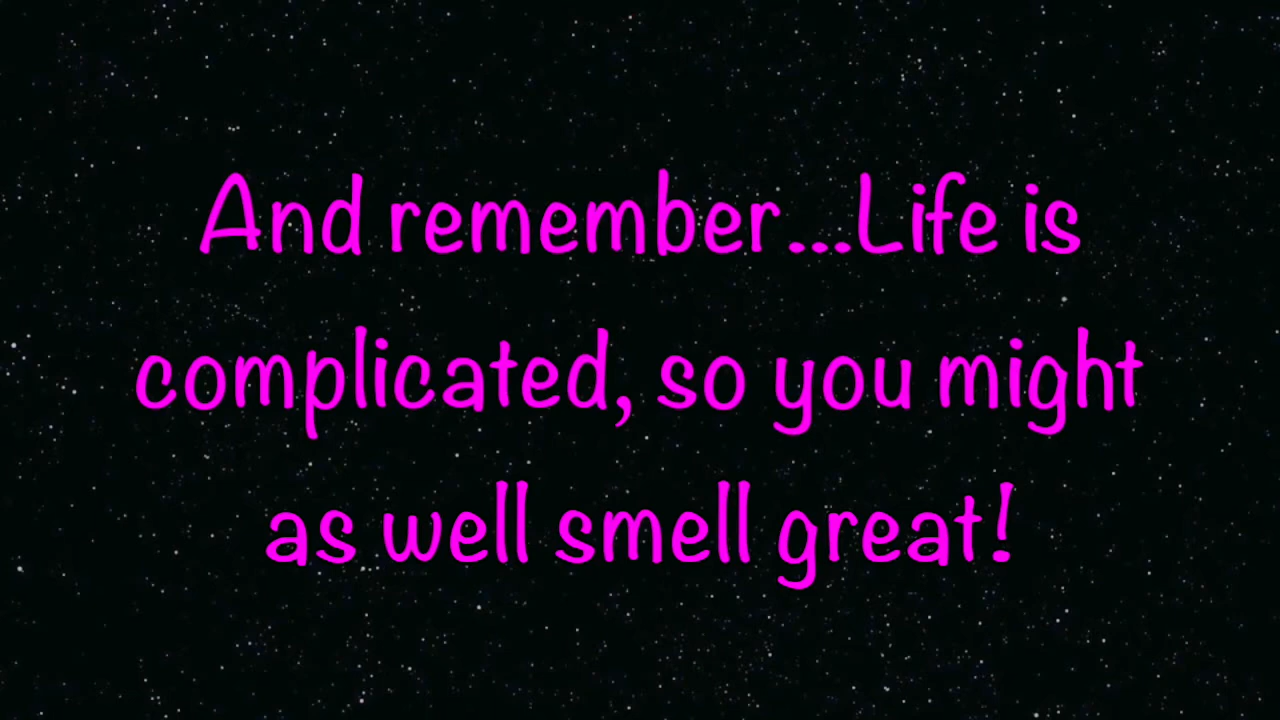 And remember...Life is
complicated, so you might
as well smell great!